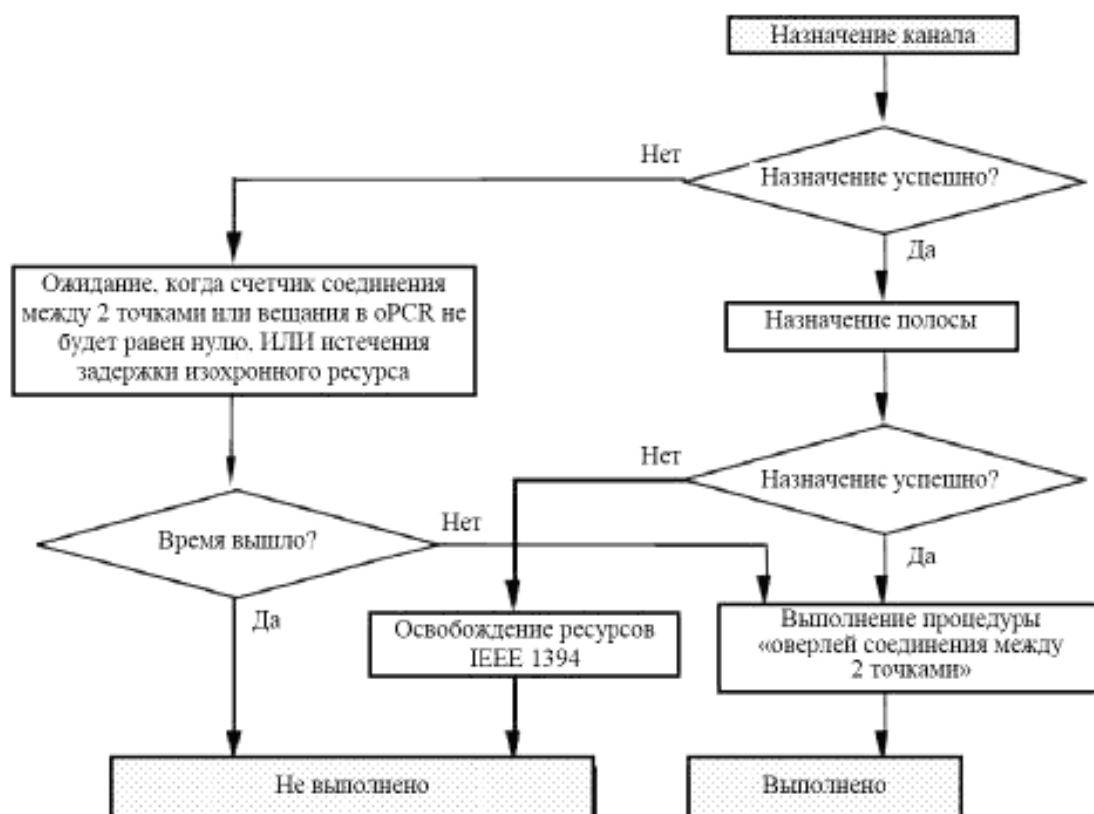 Назначение канала
Нет
Назначение успешно?
Да
Ожидание, когда счетчик соединения
между 2 точками или вещания в oPCR не
будет равен нулю, ИЛИ истечения
задержки изохронного ресурса
Назначение полосы
Нет
Назначение успешно?
Время вышло?
Нет
Да
Да
Освобождение ресурсов
IEEE 1394
Выполнение процедуры
«оверлей соединения между
2 точками»
Не выполнено
Выполнено